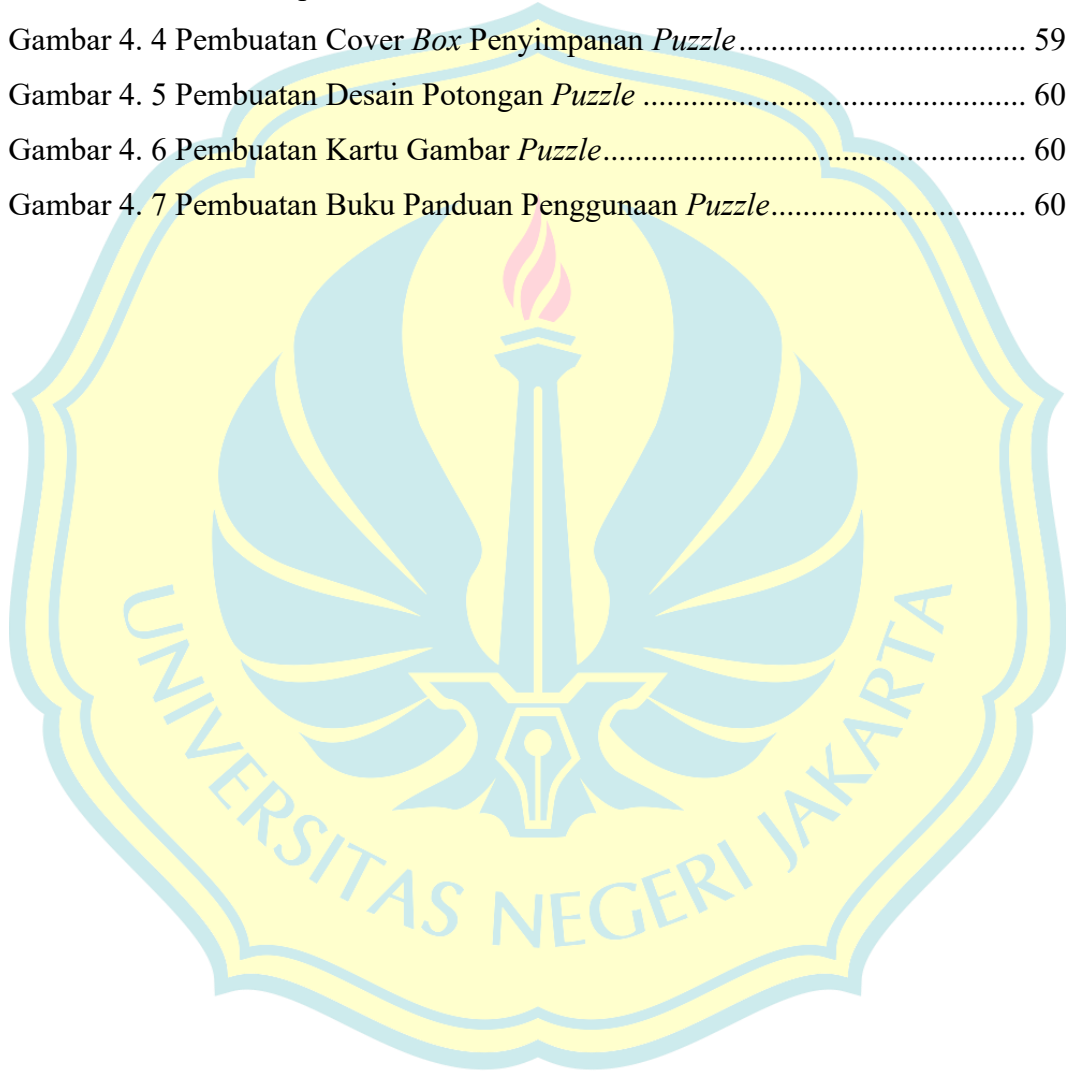 Gambar 4. 4 Pembuatan Cover Box Penyimpanan Puzzle.................................. 59
Gambar 4. 5 Pembuatan Desain Potongan Puzzle ............................................. 60
Gambar 4. 6 Pembuatan Kartu Gambar Puzzle.................................................. 60
Gambar 4. 7 Pembuatan Buku Panduan Penggunaan Puzzle............................... 60
UNIVERSITAS NEGERI JAKARTA